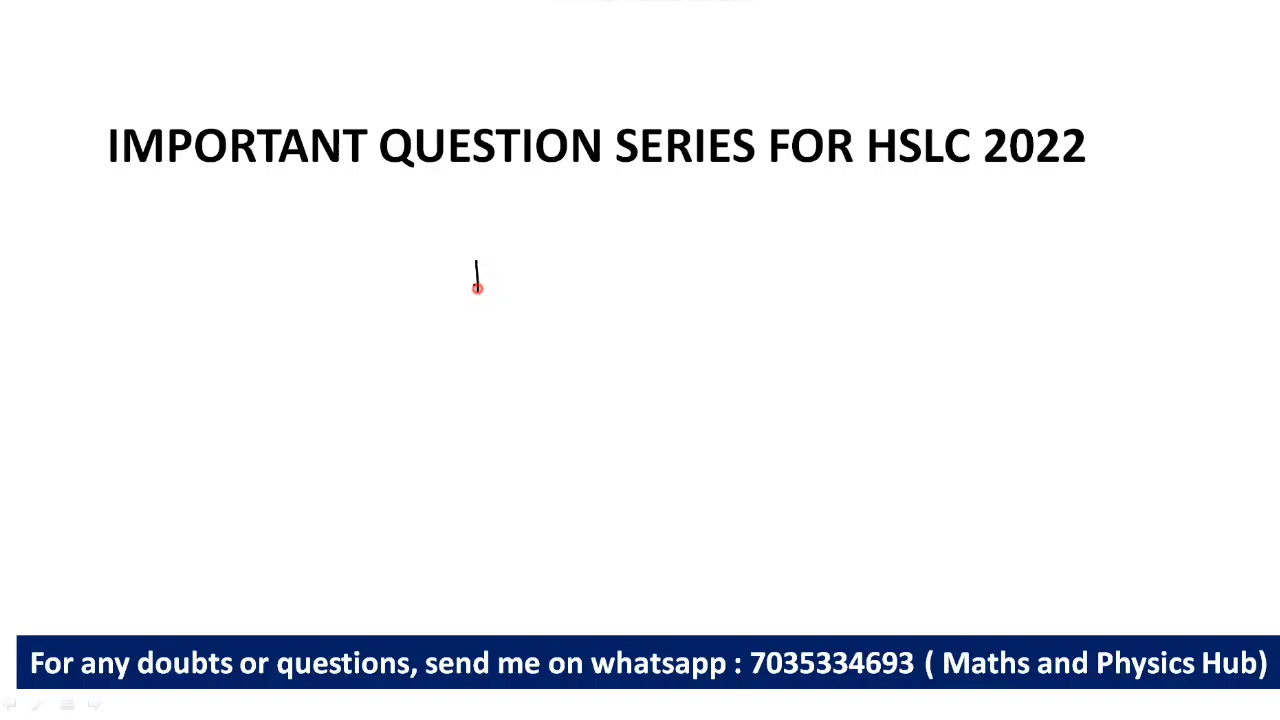 IMPORTANT QUESTION SERIES FOR HSLC 2022
For any doubts or questions, send me on whatsapp : 7035334693 ( Maths and Physics Hub)